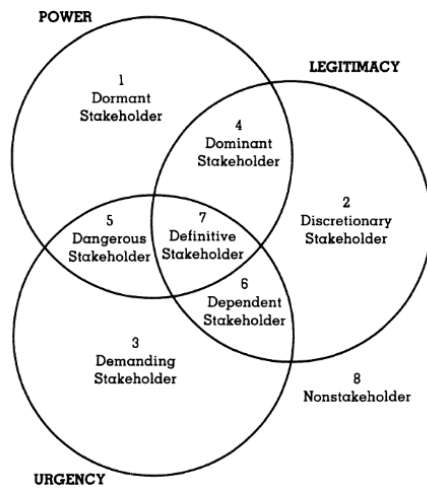 POWER
1
Dormant
Stakeholder
LEGITIMACY
4
Dominant
Stakeholder
5
Dangerous
Stakeholder
7
Definitive
Stakeholder
2
Discretionary
Stakeholder
6
Dependent
Stakeholder
3
Demanding
Stakeholder
8
Nonstakeholder
URGENCY